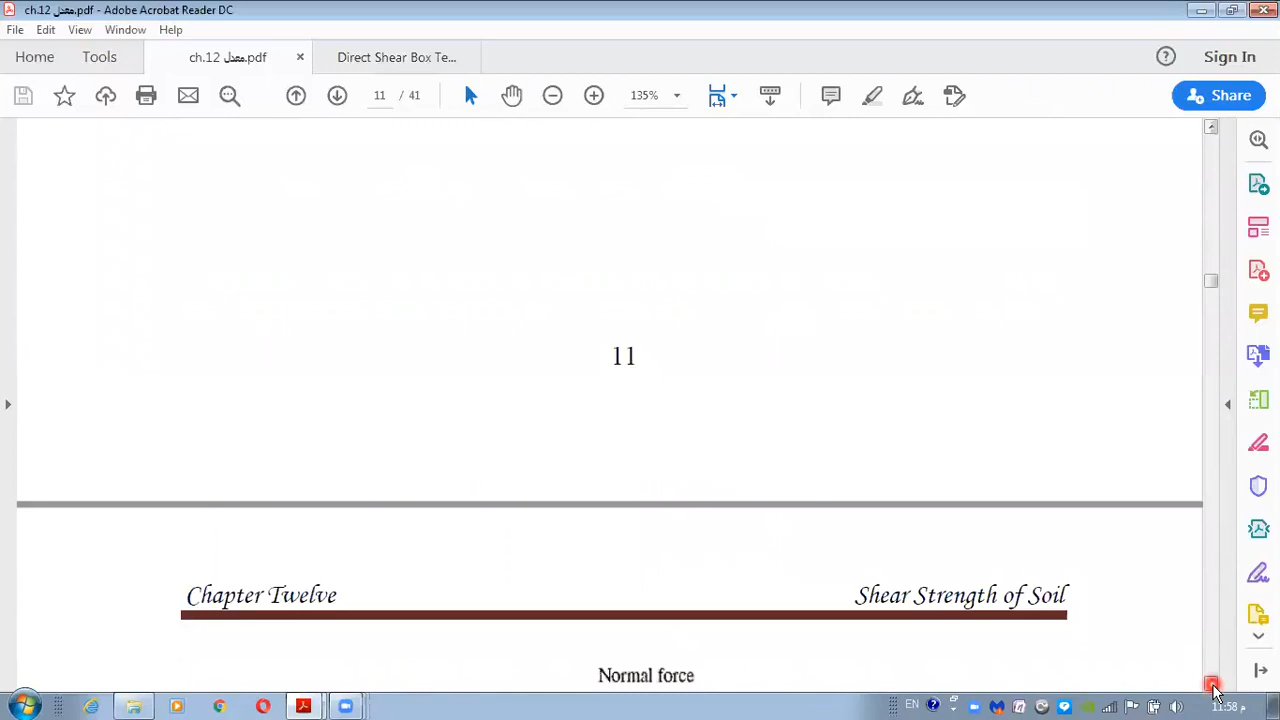 ch.12 معدل.pdf - Adobe Acrobat Reader DC
File Edit View Window Help
Home Tools ch.12 معدل.pdf × Direct Shear Box Te... ? Sign In
11 / 41 135% Share
11
Chapter Twelve Shear Strength of Soil
Normal force
EN ? 11:58 م